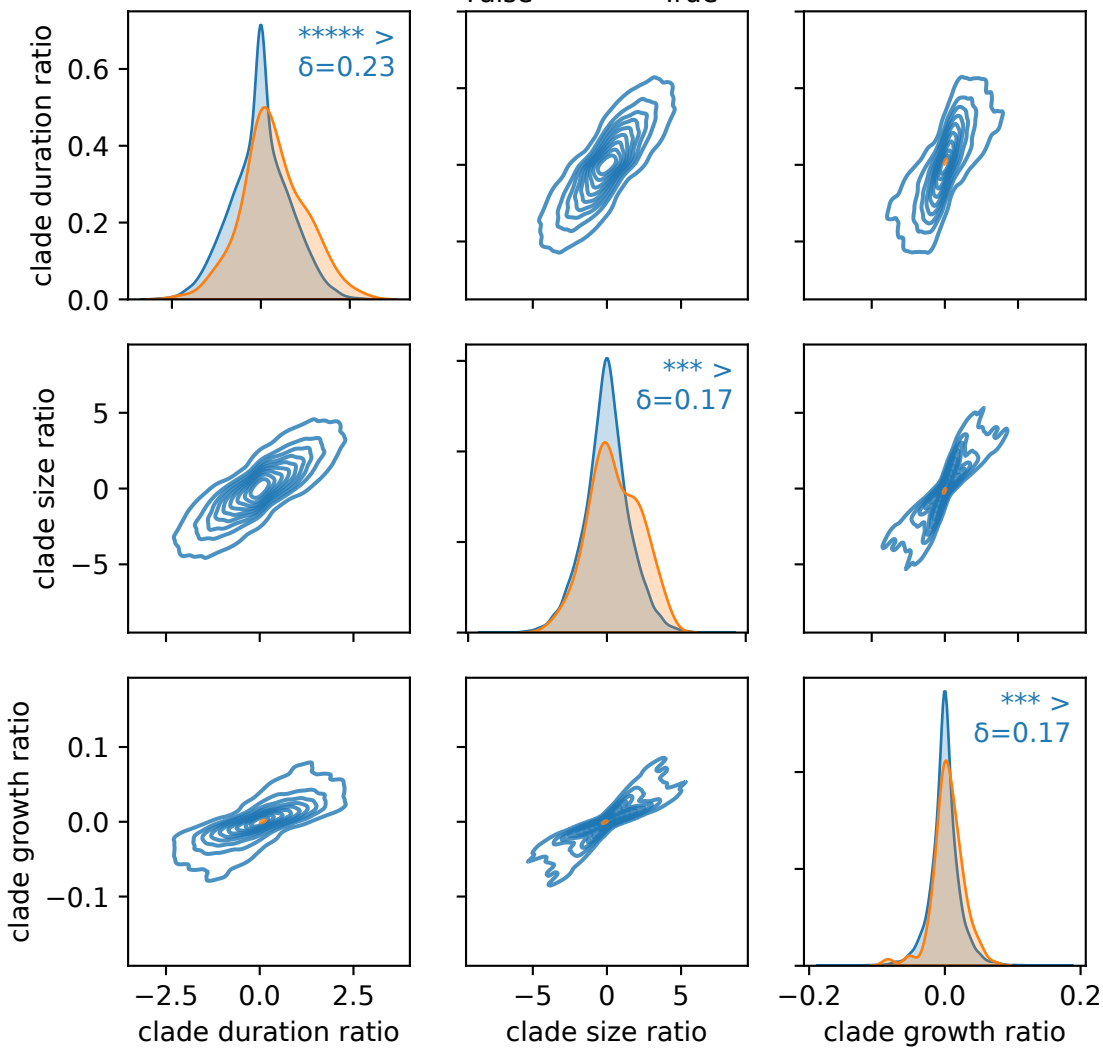 True
clade duration ratio
0.6
0.4
0.2
0.0
***** >
δ=0.23
clade size ratio
5
0
−5
*** >
δ=0.17
clade growth ratio
0.1
0.0
−0.1
*** >
δ=0.17
−2.5 0.0 2.5
−5 0 5
−0.2 0.0 0.2
clade duration ratio
clade size ratio
clade growth ratio